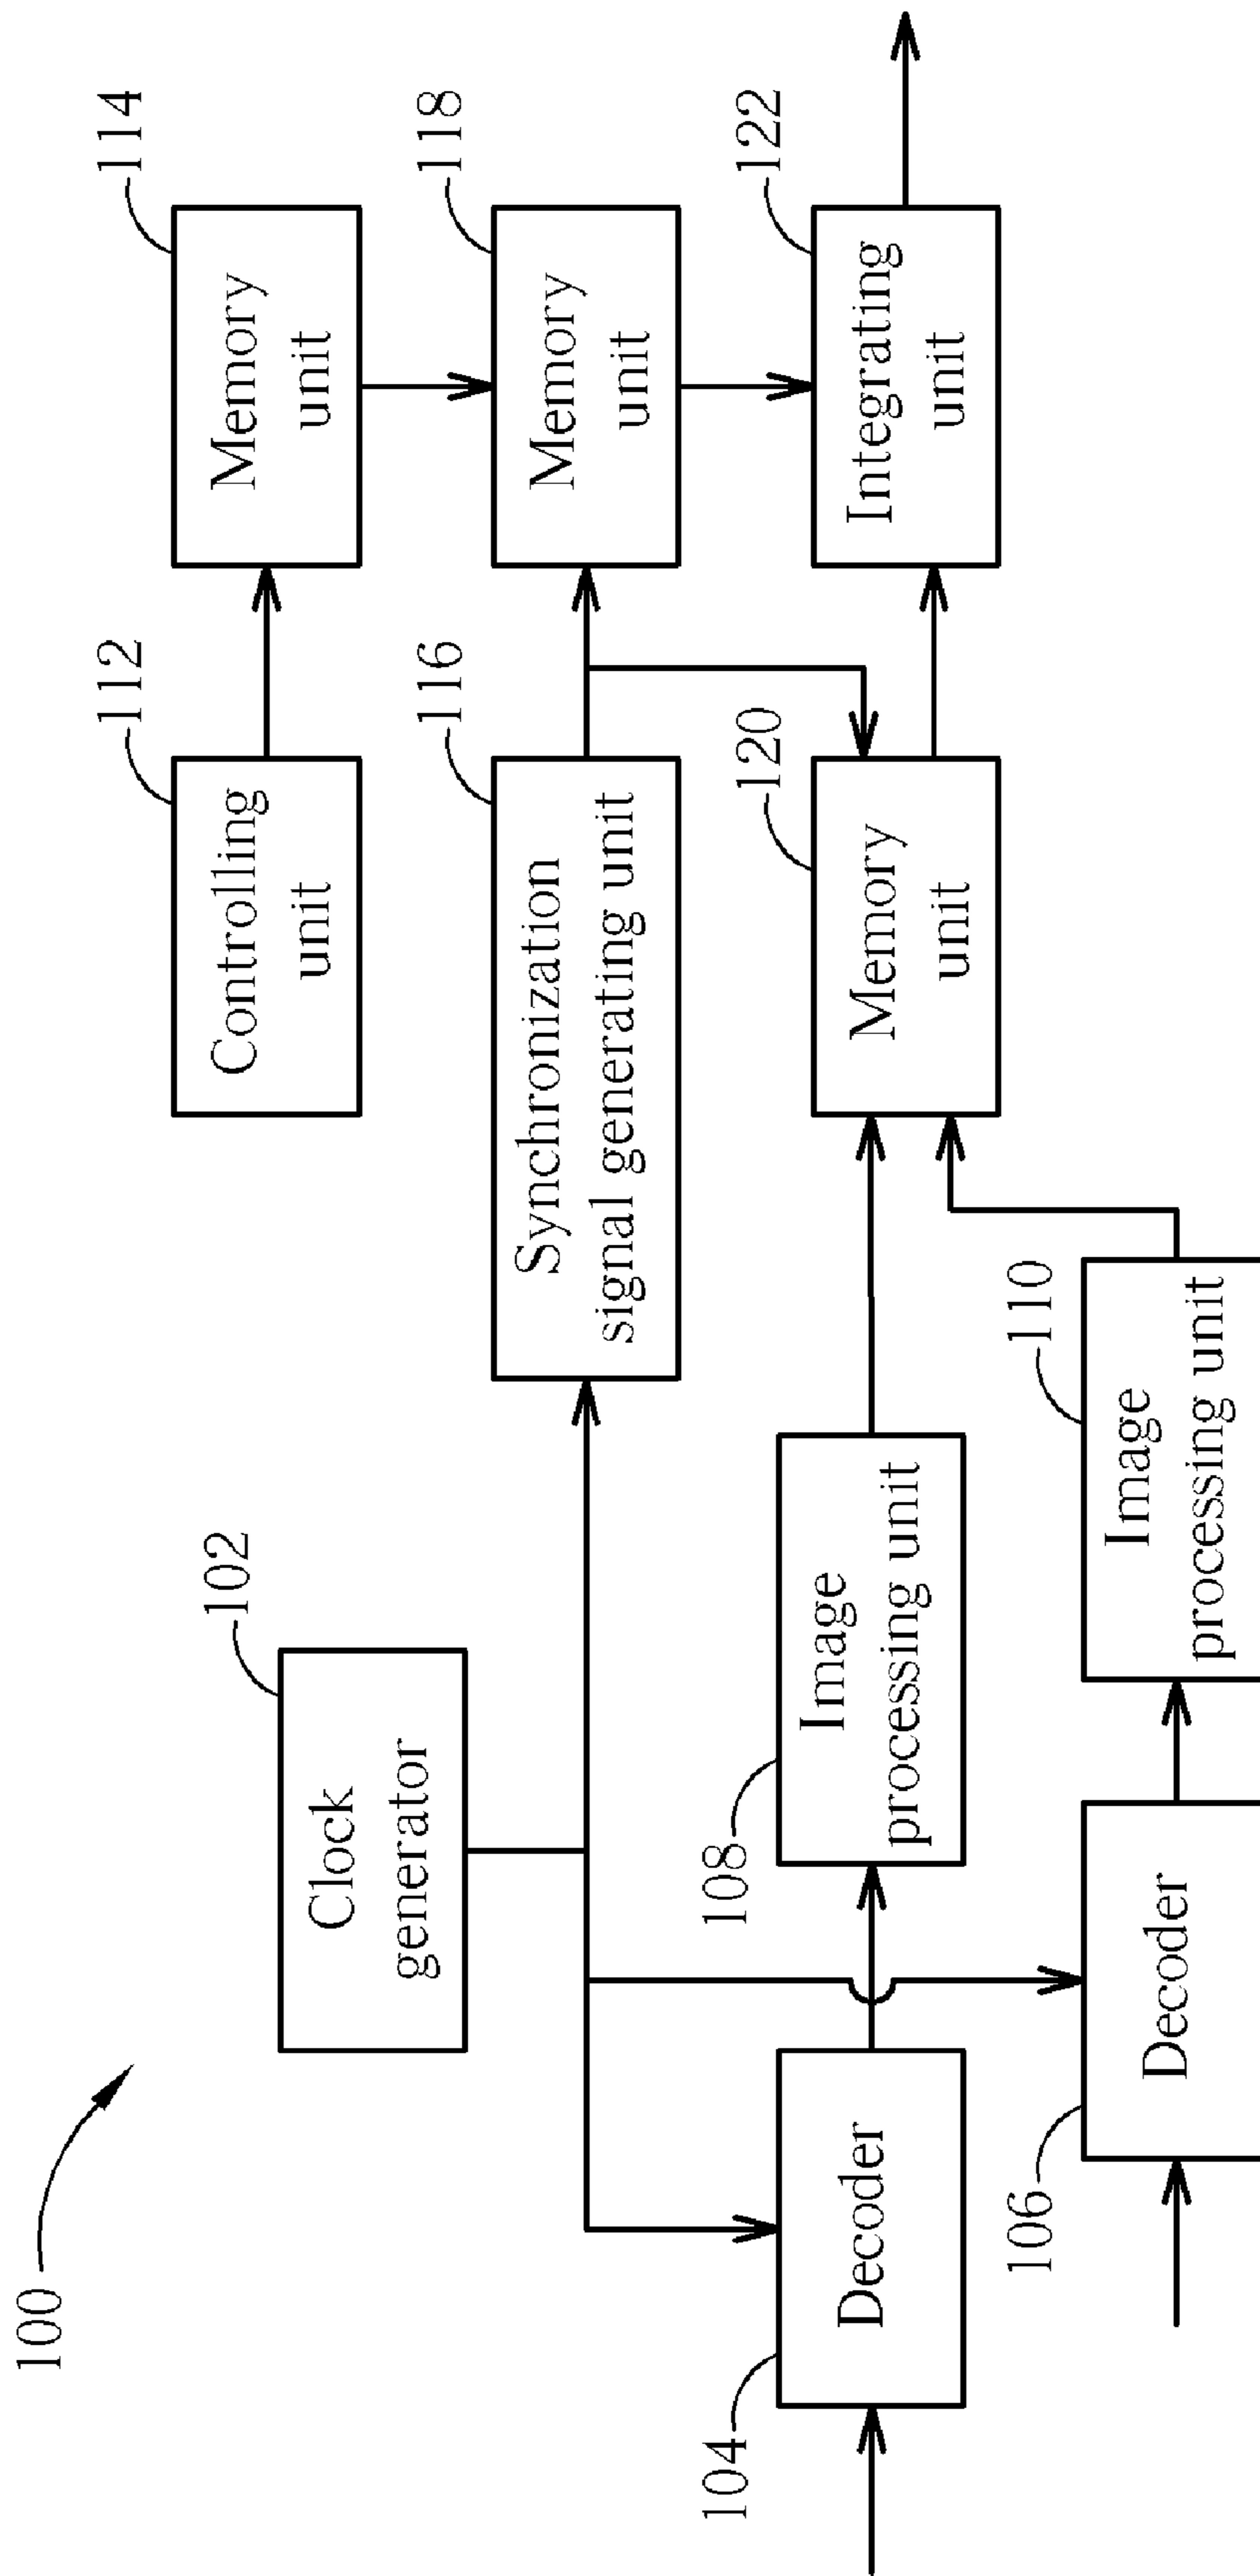 100
102
Clock
generator
112
Controlling
unit
114
Memory
unit
116
Synchronization
signal generating unit
118
Memory
unit
104
Decoder
108
Image
processing unit
120
Memory
unit
122
Integrating
unit
106
Decoder
110
Image
processing unit